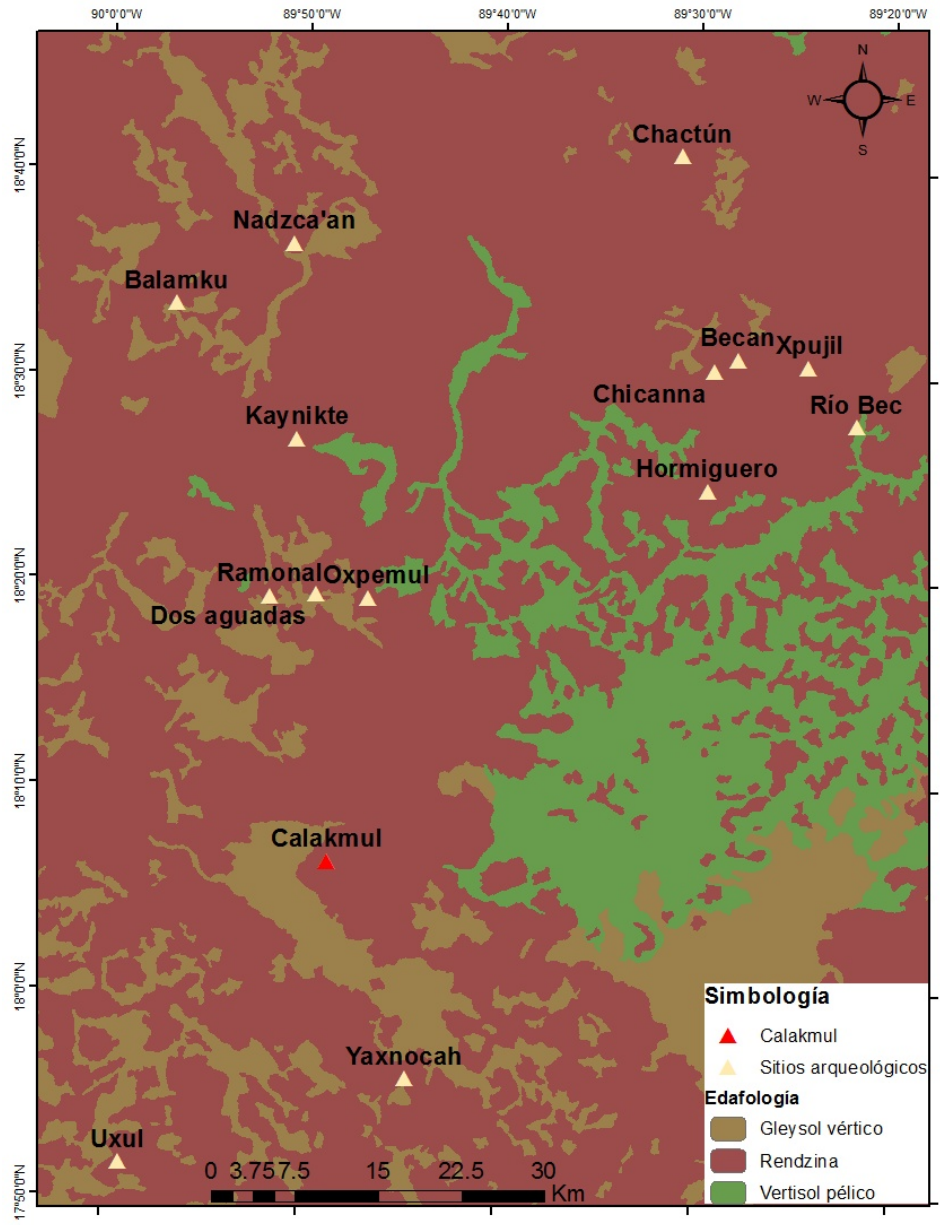 90°0'0"W 89°50'0"W 89°40'0"W 89°30'0"W 89°20'0"W
N
W E
S
18°40'0"N
18°30'0"N
18°20'0"N
18°10'0"N
18°0'0"N
17°50'0"N
Chactún
Nadzca'an
Balamku
Becan Xpujil
Chicanna
Río Bec
Kaynikte
Hormiguero
Ramonal Oxpemul
Dos aguadas
Calakmul
Yaxnocah
Uxul
0 3.75 7.5 15 22.5 30
Km
Simbología
Calakmul
Sitios arqueológicos
Edafología
Gleysol vértico
Rendzina
Vertisol pélico